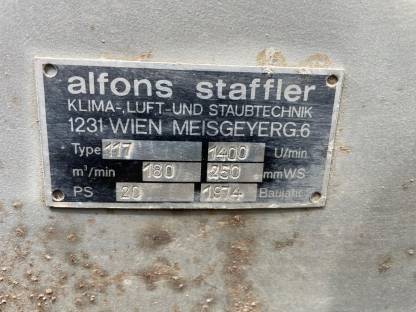 alfons staffler
KLIMA-, LUFT- UND STAUBTECHNIK
1231 WIEN MEISGEYERG.6
Type 117 1400 U/min
m³/min 180 250 mmWS
PS 20 1974 Baujahr